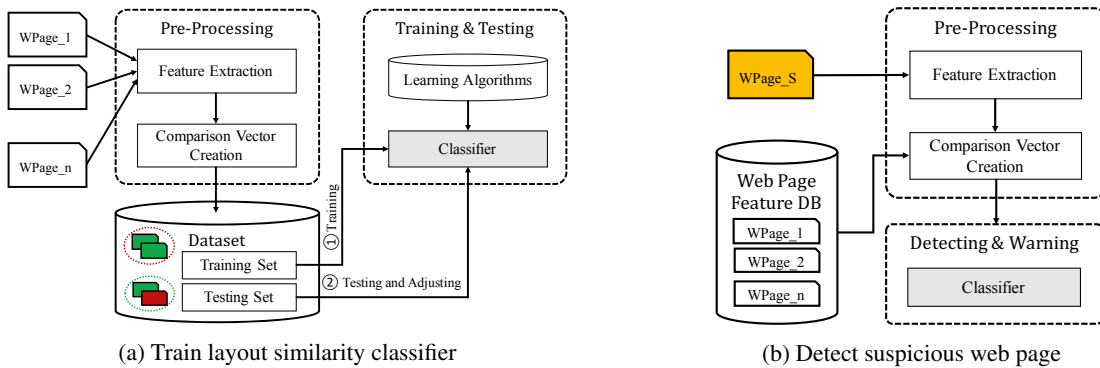 WPage_1
WPage_2
WPage_n
Pre-Processing
Feature Extraction
Comparison Vector
Creation
Training & Testing
Learning Algorithms
Classifier
Dataset
Training Set
Testing Set
① Training
② Testing and Adjusting
(a) Train layout similarity classifier
WPage_S
Pre-Processing
Feature Extraction
Comparison Vector
Creation
Web Page
Feature DB
WPage_1
WPage_2
WPage_n
Detecting & Warning
Classifier
(b) Detect suspicious web page